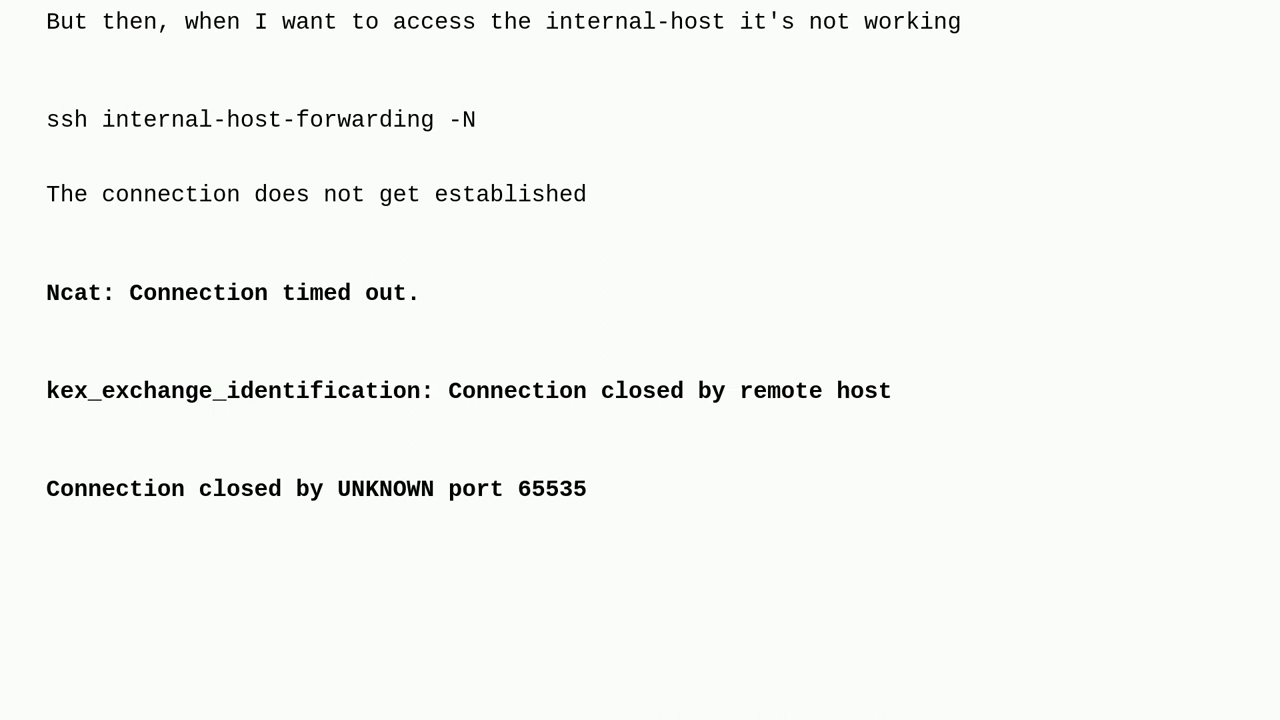 But then, when I want to access the internal-host it's not working
ssh internal-host-forwarding -N
The connection does not get established
Ncat: Connection timed out.
kex_exchange_identification: Connection closed by remote host
Connection closed by UNKNOWN port 65535